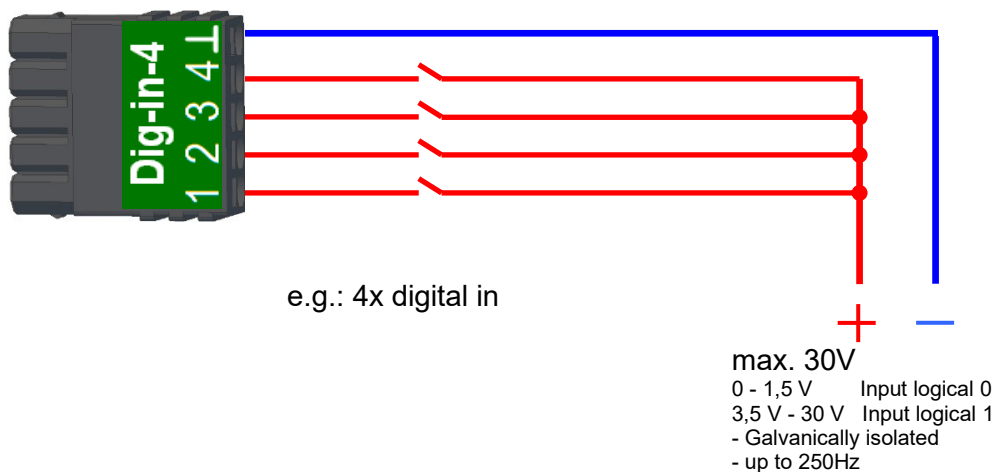 Dig-in-4
1 2 3 4 ⊥
e.g.: 4x digital in
+ —
max. 30V
0 - 1,5 V Input logical 0
3,5 V - 30 V Input logical 1
- Galvanically isolated
- up to 250Hz